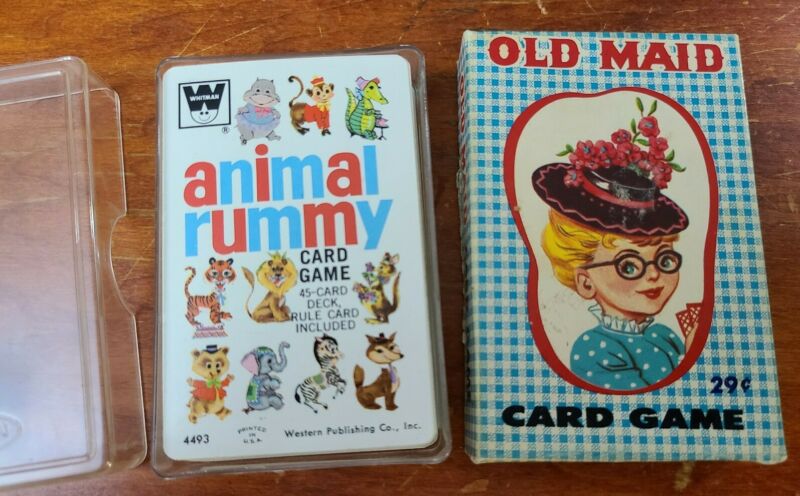 WHITMAN
W
®
animal
rummy
CARD
GAME
45-CARD
DECK,
RULE CARD
INCLUDED
4493
PRINTED
IN
U.S.A.
Western Publishing Co., Inc.
OLD MAID
29¢
CARD GAME